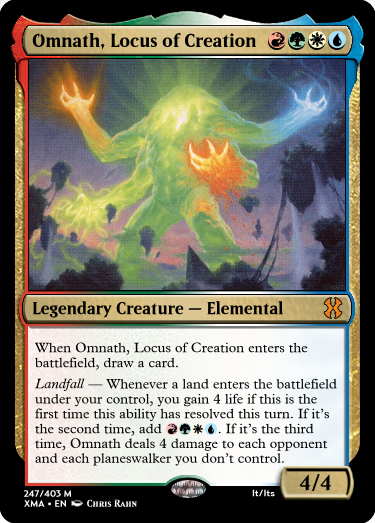 Omnath, Locus of Creation
Legendary Creature — Elemental
When Omnath, Locus of Creation enters the
battlefield, draw a card.
Landfall — Whenever a land enters the battlefield
under your control, you gain 4 life if this is the
first time this ability has resolved this turn. If it's
the second time, add . If it's the third
time, Omnath deals 4 damage to each opponent
and each planeswalker you don't control.
4/4
247/403 M It/Its
XMA • EN Chris Rahn